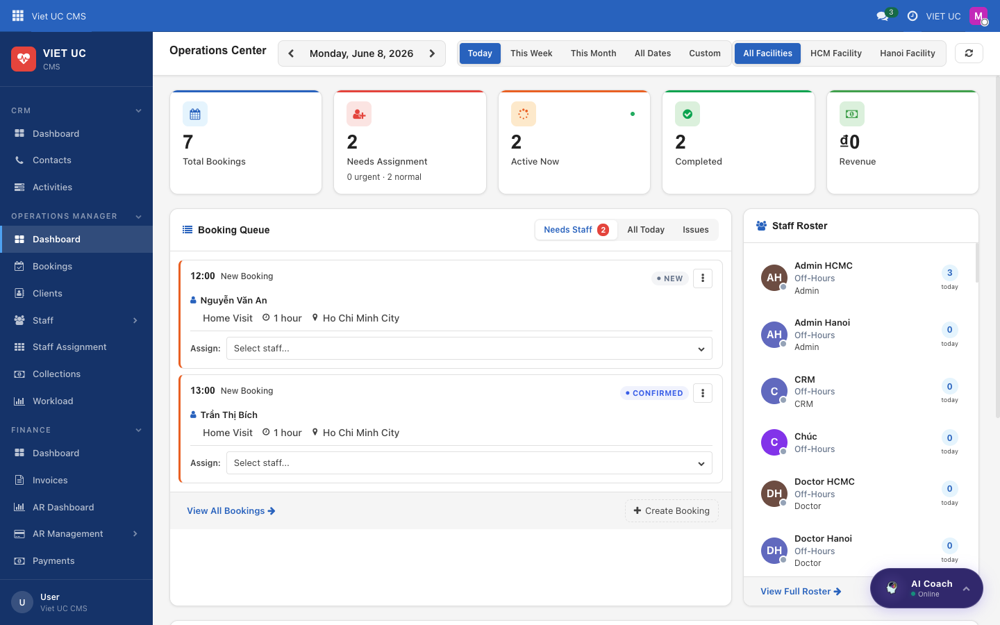 Viet UC CMS
3
VIET UC
M
VIET UC
CMS
CRM
Dashboard
Contacts
Activities
OPERATIONS MANAGER
Dashboard
Bookings
Clients
Staff
Staff Assignment
Collections
Workload
FINANCE
Dashboard
Invoices
AR Dashboard
AR Management
Payments
U
User
Viet UC CMS
Operations Center
Monday, June 8, 2026
Today This Week This Month All Dates Custom
All Facilities HCM Facility Hanoi Facility
7
Total Bookings
2
Needs Assignment
0 urgent · 2 normal
2
Active Now
2
Completed
₫0
Revenue
Booking Queue
Needs Staff 2 All Today Issues
12:00 New Booking
NEW
Nguyễn Văn An
Home Visit 1 hour Ho Chi Minh City
Assign: Select staff...
13:00 New Booking
CONFIRMED
Trần Thị Bích
Home Visit 1 hour Ho Chi Minh City
Assign: Select staff...
View All Bookings
Create Booking
Staff Roster
AH
Admin HCMC
Off-Hours
Admin
3
today
AH
Admin Hanoi
Off-Hours
Admin
0
today
C
CRM
Off-Hours
CRM
0
today
C
Chúc
Off-Hours
0
today
DH
Doctor HCMC
Off-Hours
Doctor
0
today
DH
Doctor Hanoi
Off-Hours
Doctor
0
today
View Full Roster
AI Coach
Online